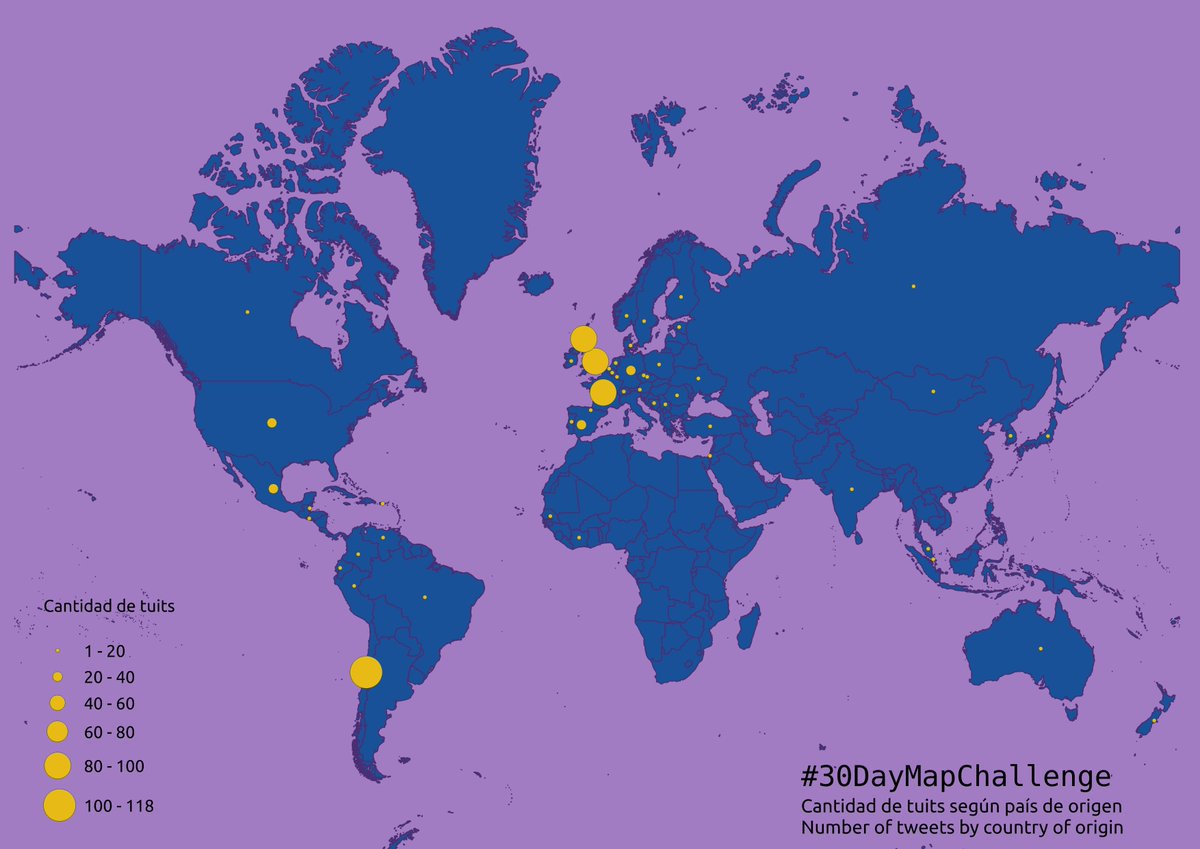 Cantidad de tuits
1 - 20
20 - 40
40 - 60
60 - 80
80 - 100
100 - 118
#30DayMapChallenge
Cantidad de tuits según país de origen
Number of tweets by country of origin